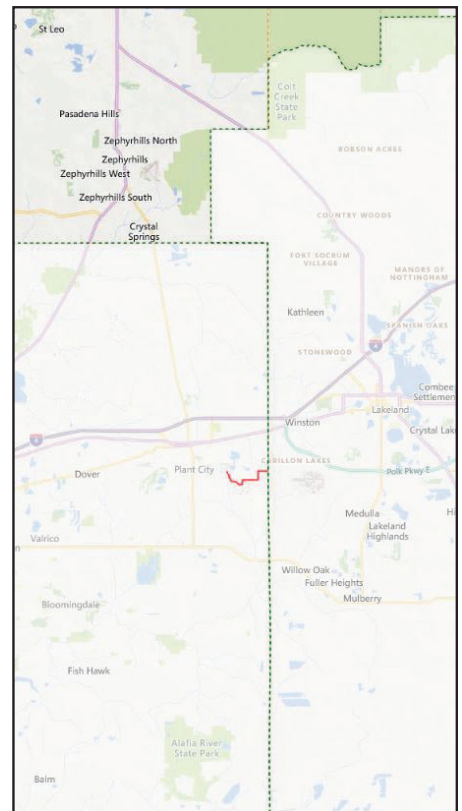 St Leo
Colt
Creek
State
Park
Pasadena Hills
Zephyrhills North
ROBSON ACRES
Zephyrhills
Zephyrhills West
Zephyrhills South
COUNTRY WOODS
Crystal
Springs
FORT SOCRUM
VILLAGE
MANORS OF
NOTTINGHAM
Kathleen
SPANISH OAKS
4
STONEWOOD
Combee
Settlement
Lakeland
Winston
Crystal Lake
4
CARILLON LAKES
Plant City
Polk Pkwy E
Dover
Medulla
Lakeland
Highlands
Valrico
Willow Oak
Fuller Heights
Mulberry
Bloomingdale
Fish Hawk
Alafia River
State Park
Balm